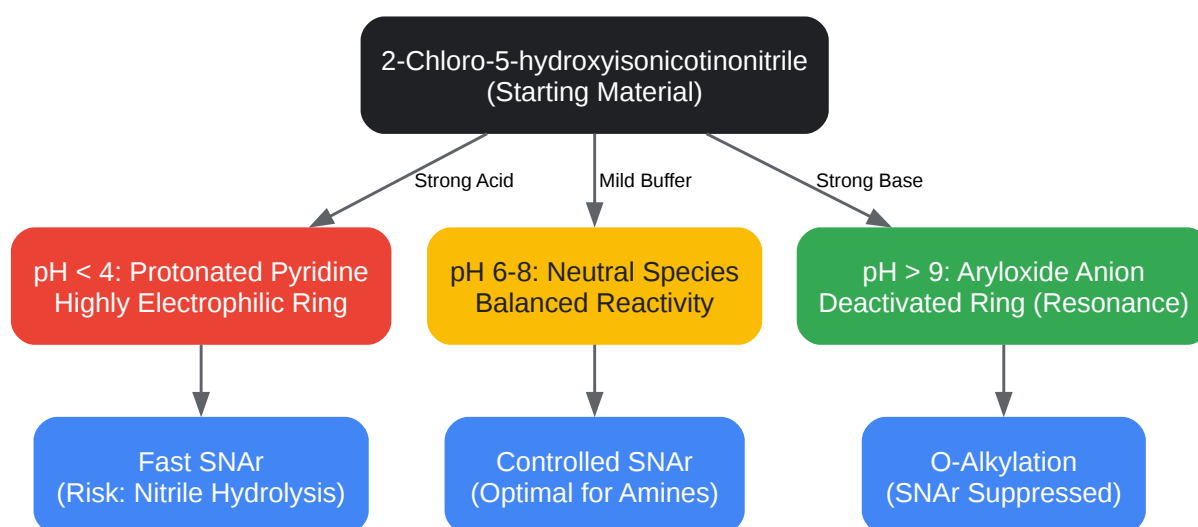 2-Chloro-5-hydroxyisonicotinonitrile
(Starting Material)
Strong Acid
Mild Buffer
Strong Base
pH < 4: Protonated Pyridine
Highly Electrophilic Ring
pH 6-8: Neutral Species
Balanced Reactivity
pH > 9: Aryloxide Anion
Deactivated Ring (Resonance)
Fast SNAr
(Risk: Nitrile Hydrolysis)
Controlled SNAr
(Optimal for Amines)
O-Alkylation
(SNAr Suppressed)